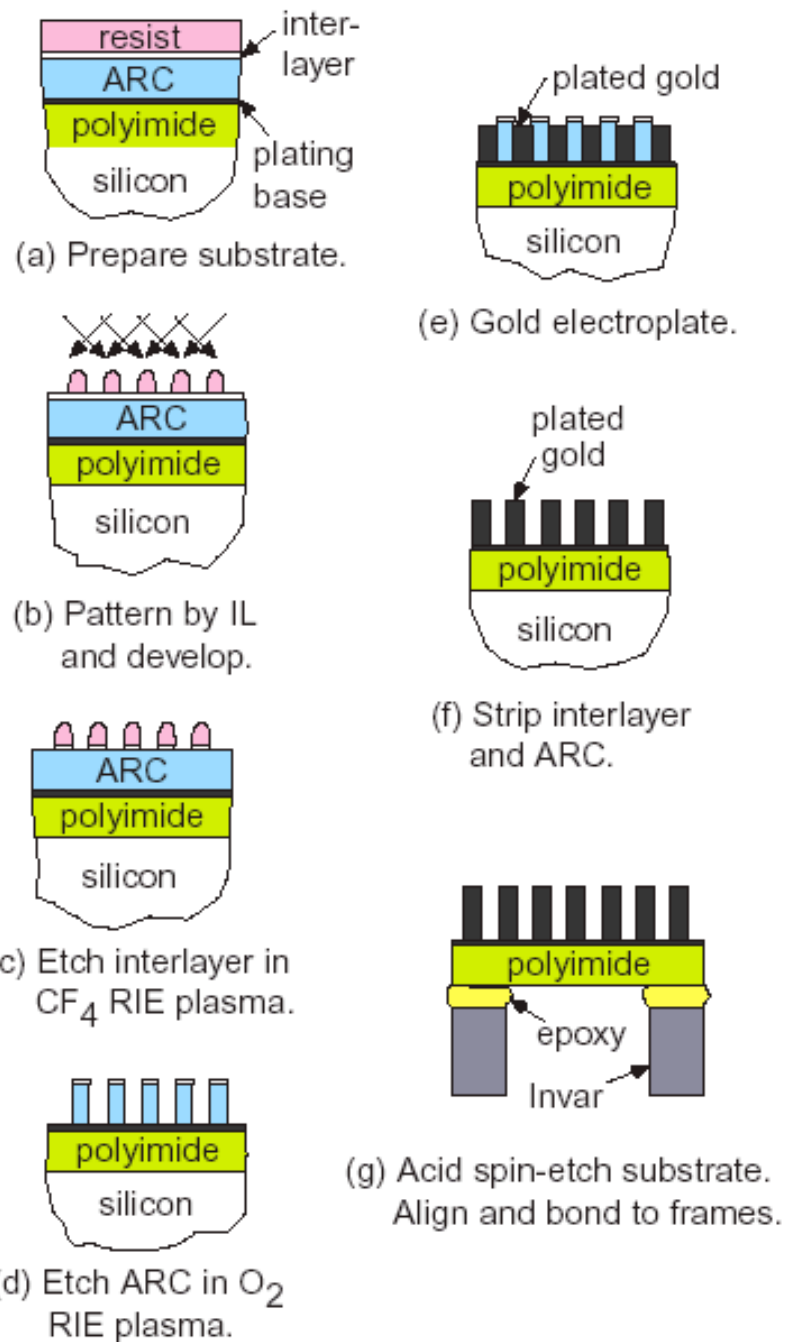 resist
inter-
layer
ARC
polyimide
plating
base
silicon
(a) Prepare substrate.
ARC
polyimide
silicon
(b) Pattern by IL
and develop.
ARC
polyimide
silicon
c) Etch interlayer in
CF4 RIE plasma.
polyimide
silicon
d) Etch ARC in O2
RIE plasma.
plated gold
polyimide
silicon
(e) Gold electroplate.
plated
gold
polyimide
silicon
(f) Strip interlayer
and ARC.
polyimide
epoxy
Invar
(g) Acid spin-etch substrate.
Align and bond to frames.